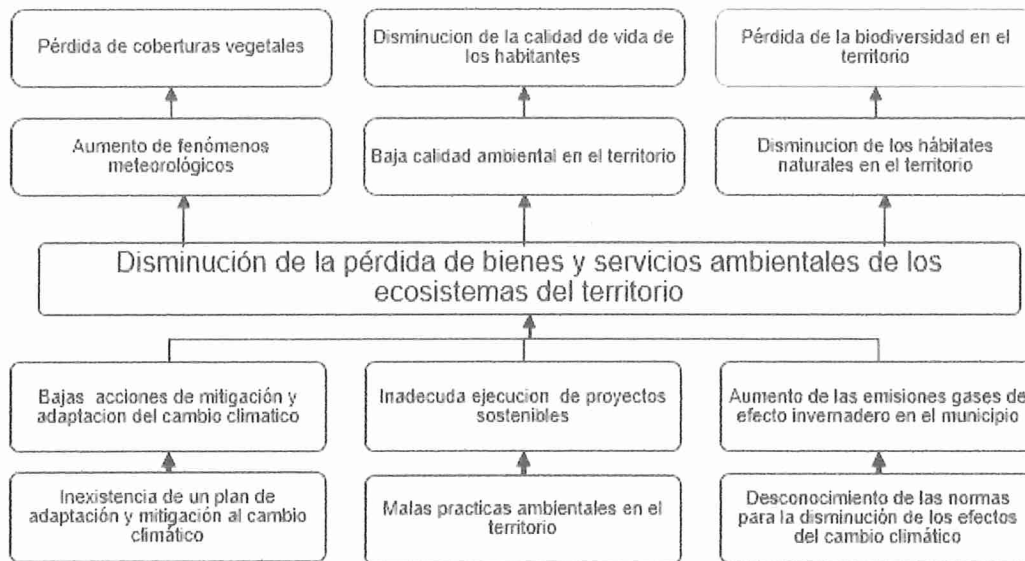 Pérdida de coberturas vegetales
Disminucion de la calidad de vida de
los habitantes
Pérdida de la biodiversidad en el
territorio
Aumento de fenómenos
meteorológicos
Baja calidad ambiental en el territorio
Disminucion de los hábitates
naturales en el territorio
Disminución de la pérdida de bienes y servicios ambientales de los
ecosistemas del territorio
Bajas acciones de mitigación y
adaptacion del cambio climatico
Inadecuda ejecucion de proyectos
sostenibles
Aumento de las emisiones gases de
efecto invernadero en el municipio
Inexistencia de un plan de
adaptación y mitigación al cambio
climático
Malas practicas ambientales en el
territorio
Desconocimiento de las normas
para la disminución de los efectos
del cambio climático